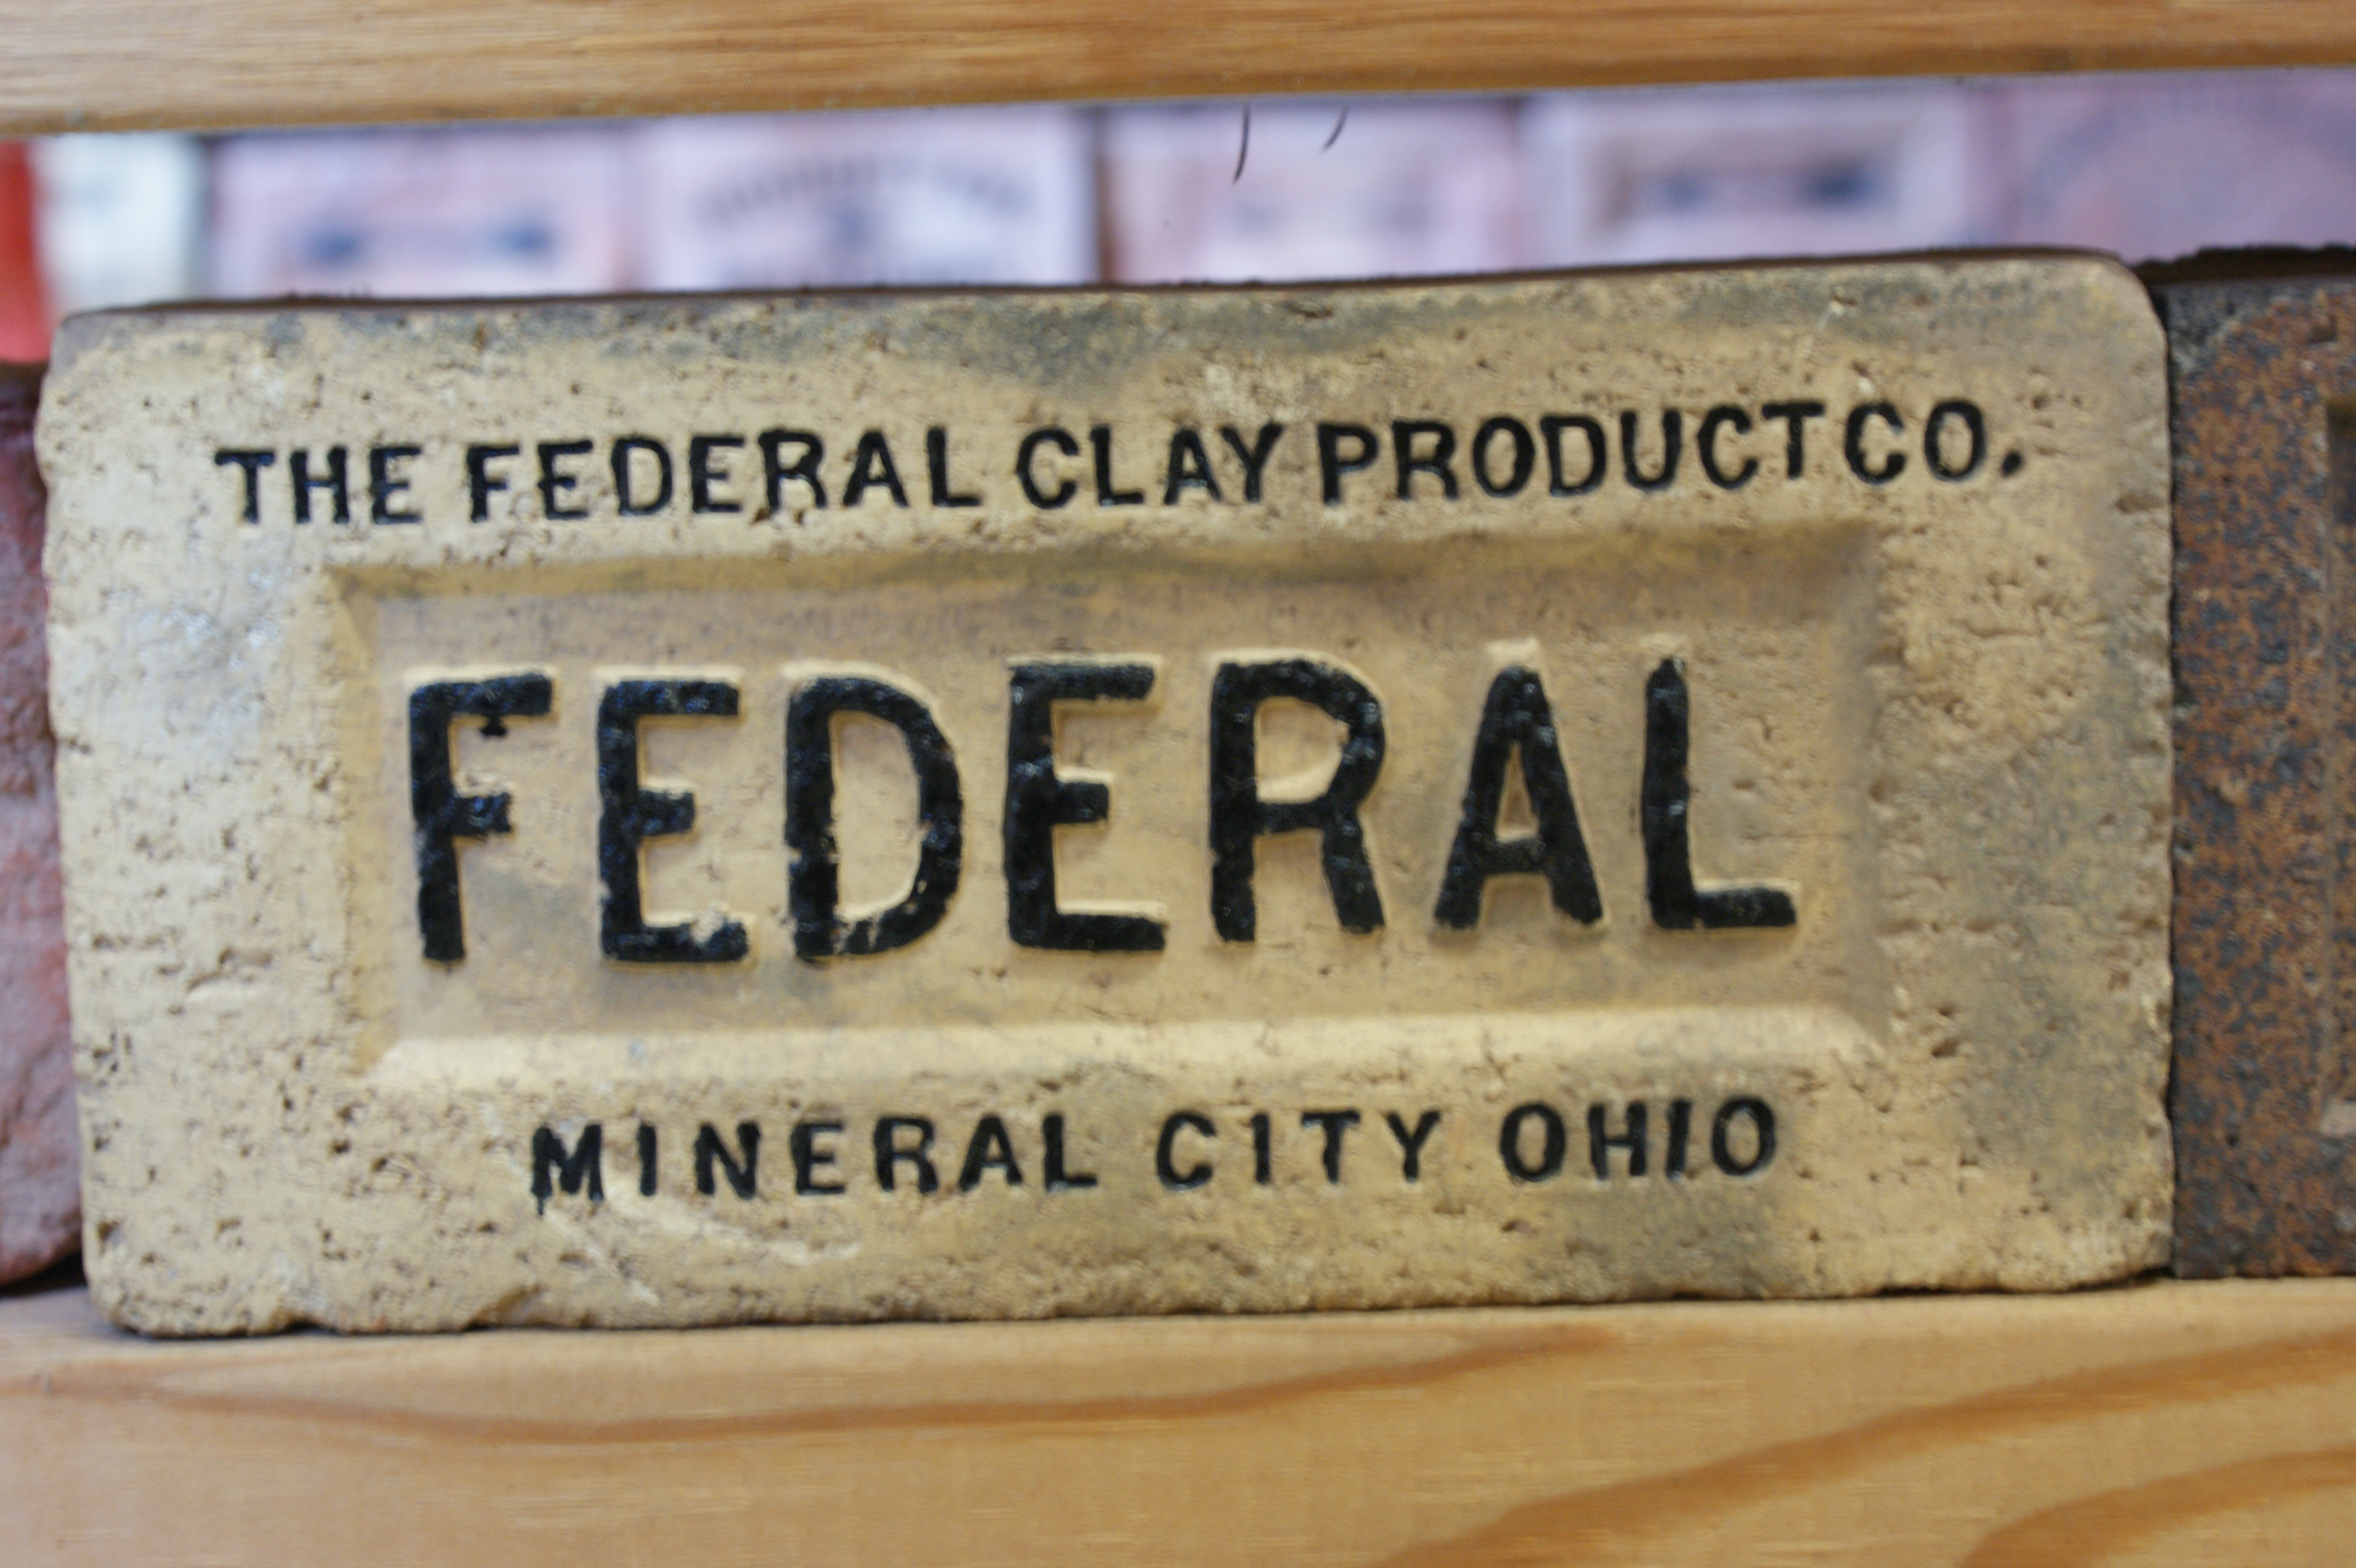 THE FEDERAL CLAY PRODUCT CO.
FEDERAL
MINERAL CITY OHIO